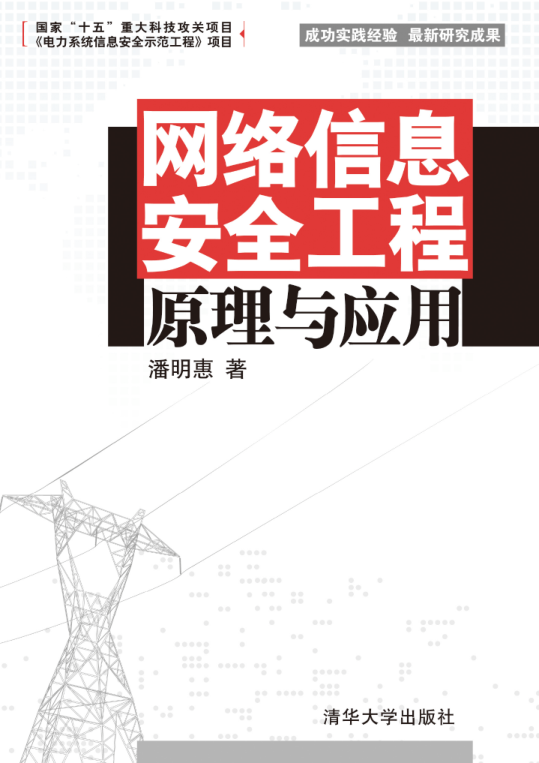 国家“十五”重大科技攻关项目
《电力系统信息安全示范工程》项目
成功实践经验 最新研究成果
网络信息
安全工程
原理与应用
潘明惠 著
清华大学出版社